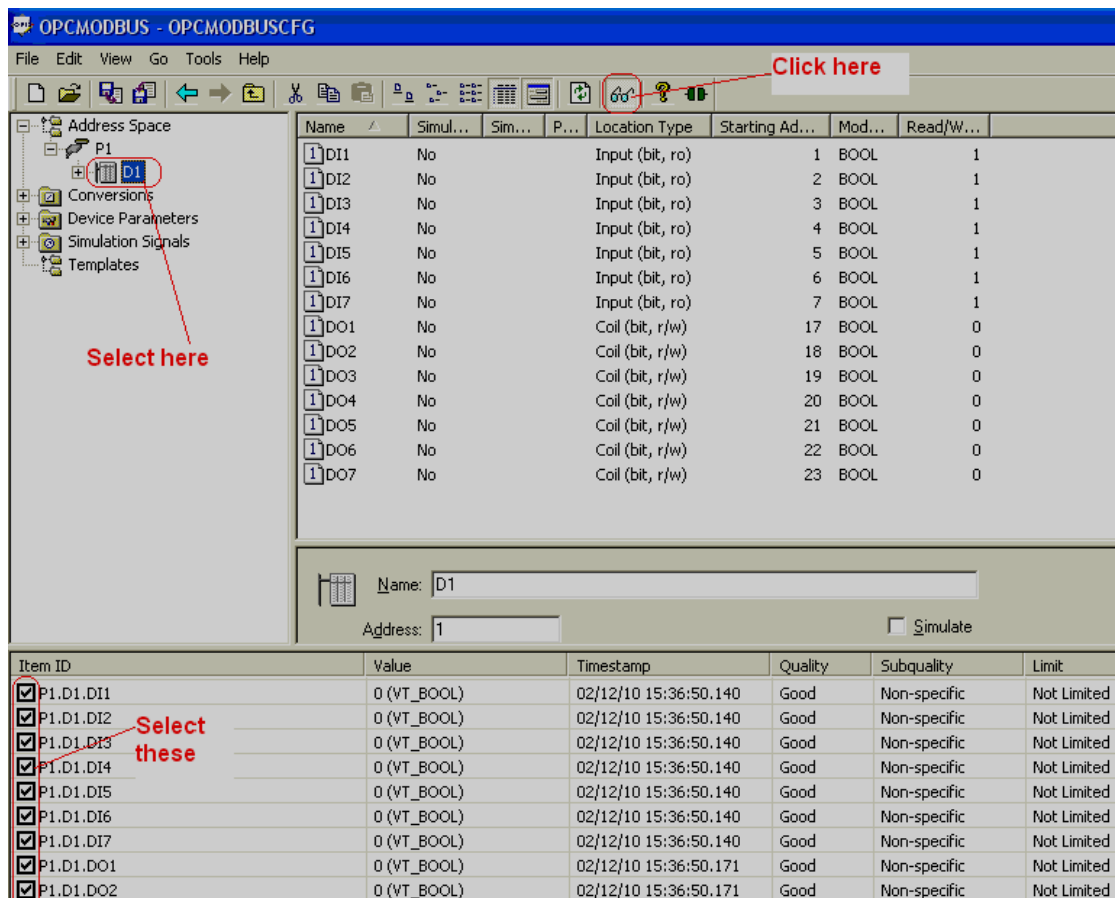 OPCMODBUS - OPCMODBUSCFG
File Edit View Go Tools Help
Click here
Address Space
P1
D1
Conversions
Device Parameters
Simulation Signals
Templates
Select here
Name Simul... Sim... P... Location Type Starting Ad... Mod... Read/W...
DI1 No Input (bit, ro) 1 BOOL 1
DI2 No Input (bit, ro) 2 BOOL 1
DI3 No Input (bit, ro) 3 BOOL 1
DI4 No Input (bit, ro) 4 BOOL 1
DI5 No Input (bit, ro) 5 BOOL 1
DI6 No Input (bit, ro) 6 BOOL 1
DI7 No Input (bit, ro) 7 BOOL 1
DO1 No Coil (bit, r/w) 17 BOOL 0
DO2 No Coil (bit, r/w) 18 BOOL 0
DO3 No Coil (bit, r/w) 19 BOOL 0
DO4 No Coil (bit, r/w) 20 BOOL 0
DO5 No Coil (bit, r/w) 21 BOOL 0
DO6 No Coil (bit, r/w) 22 BOOL 0
DO7 No Coil (bit, r/w) 23 BOOL 0
Name: D1
Address: 1 Simulate
Item ID Value Timestamp Quality Subquality Limit
P1.D1.DI1 0 (VT_BOOL) 02/12/10 15:36:50.140 Good Non-specific Not Limited
P1.D1.DI2 0 (VT_BOOL) 02/12/10 15:36:50.140 Good Non-specific Not Limited
P1.D1.DI3 0 (VT_BOOL) 02/12/10 15:36:50.140 Good Non-specific Not Limited
P1.D1.DI4 0 (VT_BOOL) 02/12/10 15:36:50.140 Good Non-specific Not Limited
P1.D1.DI5 0 (VT_BOOL) 02/12/10 15:36:50.140 Good Non-specific Not Limited
P1.D1.DI6 0 (VT_BOOL) 02/12/10 15:36:50.140 Good Non-specific Not Limited
P1.D1.DI7 0 (VT_BOOL) 02/12/10 15:36:50.140 Good Non-specific Not Limited
P1.D1.DO1 0 (VT_BOOL) 02/12/10 15:36:50.171 Good Non-specific Not Limited
P1.D1.DO2 0 (VT_BOOL) 02/12/10 15:36:50.171 Good Non-specific Not Limited
Select
these